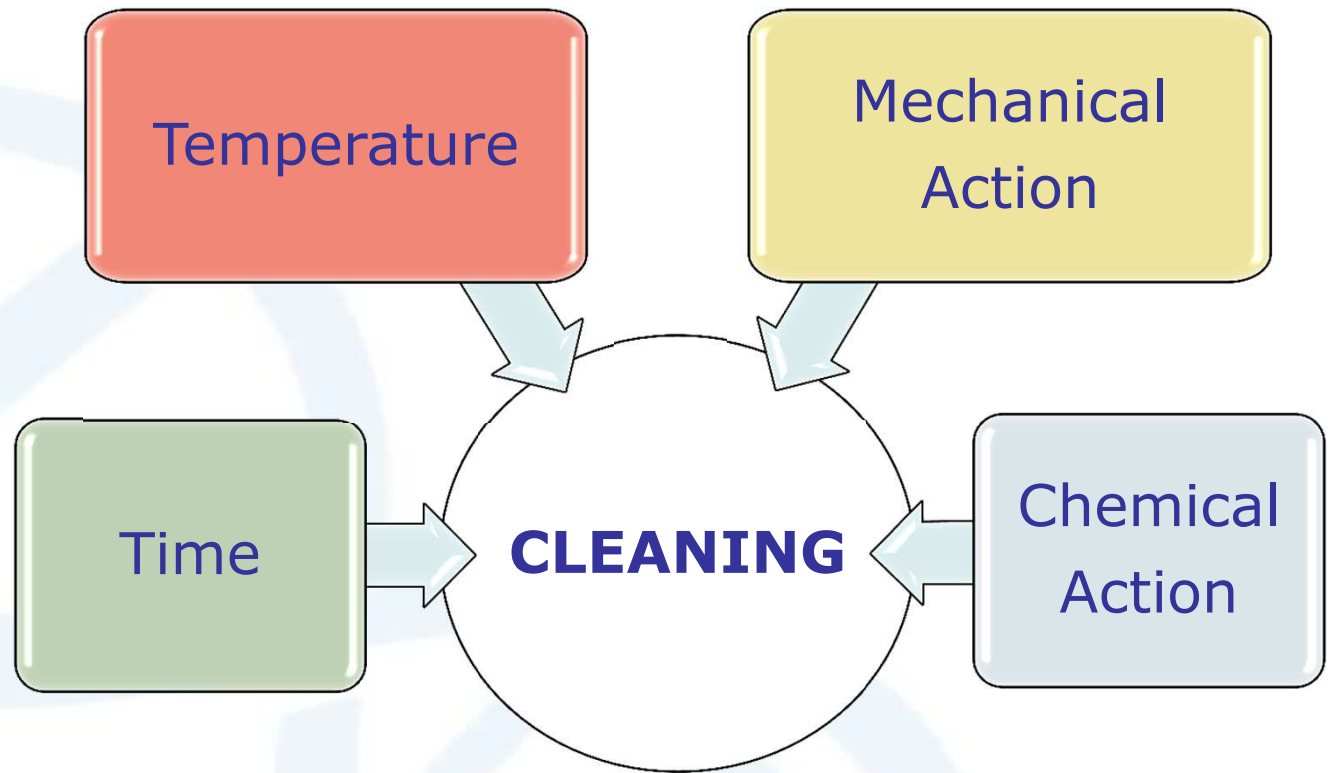 Temperature
Mechanical
Action
Time
CLEANING
Chemical
Action